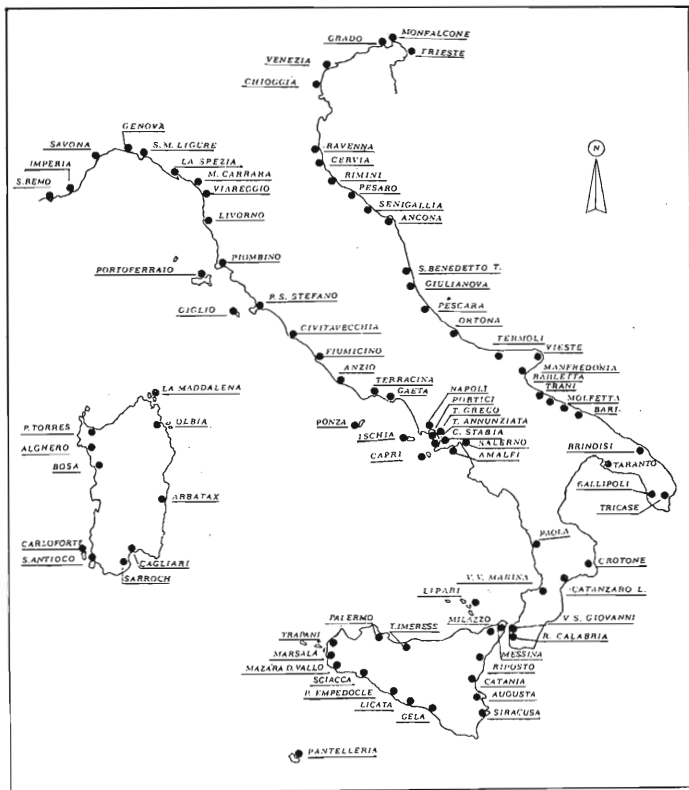 MONFALCONE
GRADO
TRIESTE
VENEZIA
CHIOGGIA
GENOVA
S.M. LIGURE
SAVONA
LA SPEZIA
IMPERIA
M. CARRARA
S.REMO
VIAREGGIO
LIVORNO
RAVENNA
CERVIA
RIMINI
PESARO
SENIGALLIA
ANCONA
N
PIOMBINO
PORTOFERRAIO
S.BENEDETTO T.
GIULIANOVA
P.S. STEFANO
GIGLIO
PESCARA
CIVITAVECCHIA
ORTONA
FIUMICINO
TERMOLI
VIESTE
ANZIO
MANFREDONIA
BARLETTA
TERRACINA
TRANI
GAETA
MOLFETTA
BARI
LA MADDALENA
NAPOLI
PORTICI
T. GRECO
T. ANNUNZIATA
C. STABIA
SALERNO
AMALFI
PONZA
ISCHIA
CAPRI
P. TORRES
OLBIA
ALGHERO
BOSA
BRINDISI
TARANTO
GALLIPOLI
TRICASE
ARBATAX
PAOLA
CARLOFORTE
S.ANTIOCO
CAGLIARI
SARROCH
CROTONE
V.V. MARINA
CATANZARO L.
LIPARI
PALERMO
T.IMERESE
MILAZZO
V S. GIOVANNI
R. CALABRIA
TRAPANI
MARSALA
MAZARA D. VALLO
SCIACCA
P. EMPEDOCLE
LICATA
GELA
MESSINA
RIPOSTO
CATANIA
AUGUSTA
SIRACUSA
PANTELLERIA